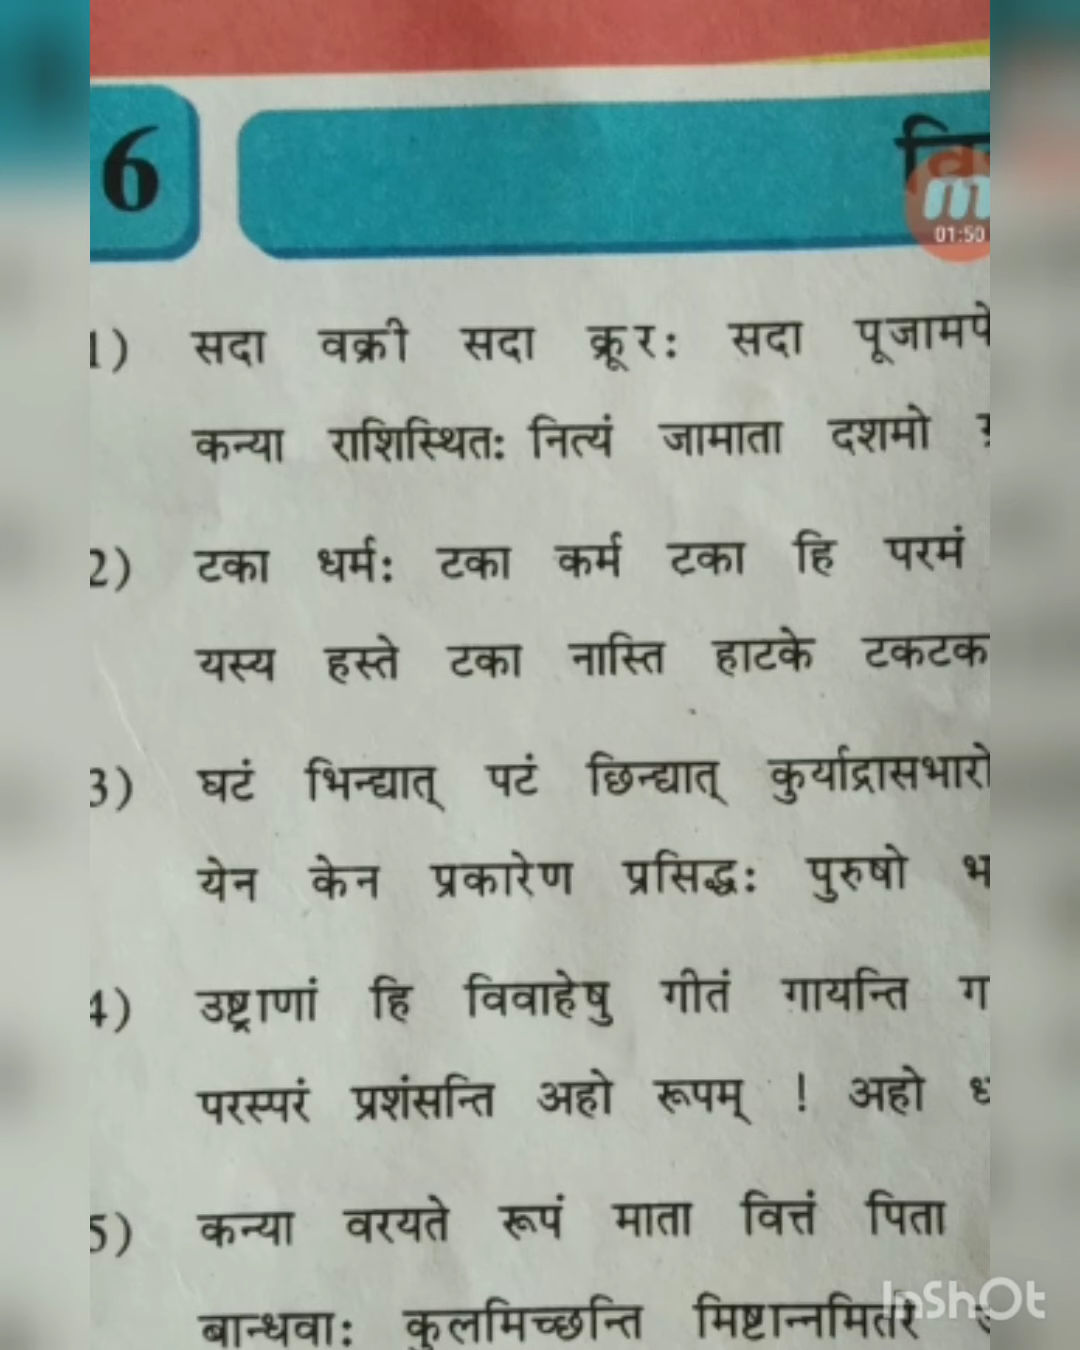 6
01:50
1) सदा वक्री सदा क्रूरः सदा
कन्या राशिस्थितः नित्यं जामाता दशमो
2) टका धर्मः टका कर्म टका हि परमं
यस्य हस्ते टका नास्ति हाटके टकटक
3) घटं भिन्द्यात् पटं छिन्द्यात् कुर्याद्रासभारो
येन केन प्रकारेण प्रसिद्धः पुरुषो भ
4) उष्ट्राणां हि विवाहेषु गीतं गायन्ति ग
परस्परं प्रशंसन्ति अहो रूपम् ! अहो
5) कन्या वरयते रूपं माता वित्तं पिता
बान्धवाः कुलमिच्छन्ति मिष्टान्नमितरे
InShOt